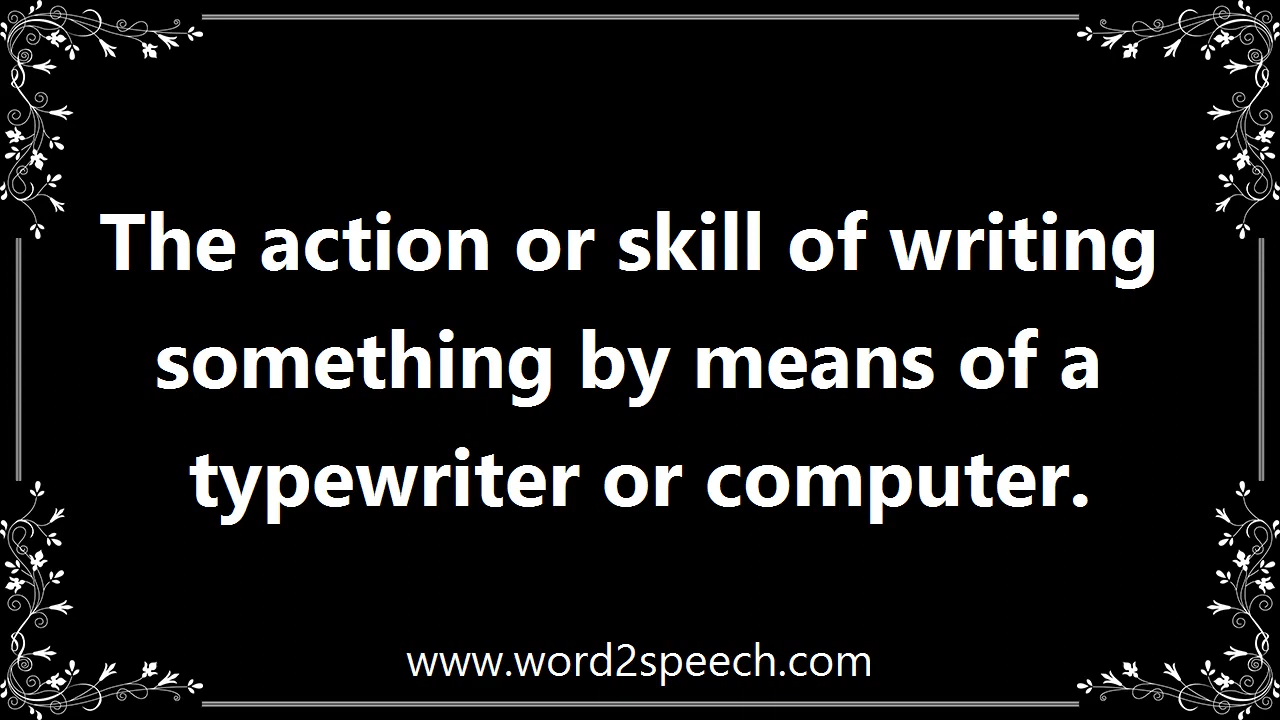 The action or skill of writing
something by means of a
typewriter or computer.
www.word2speech.com